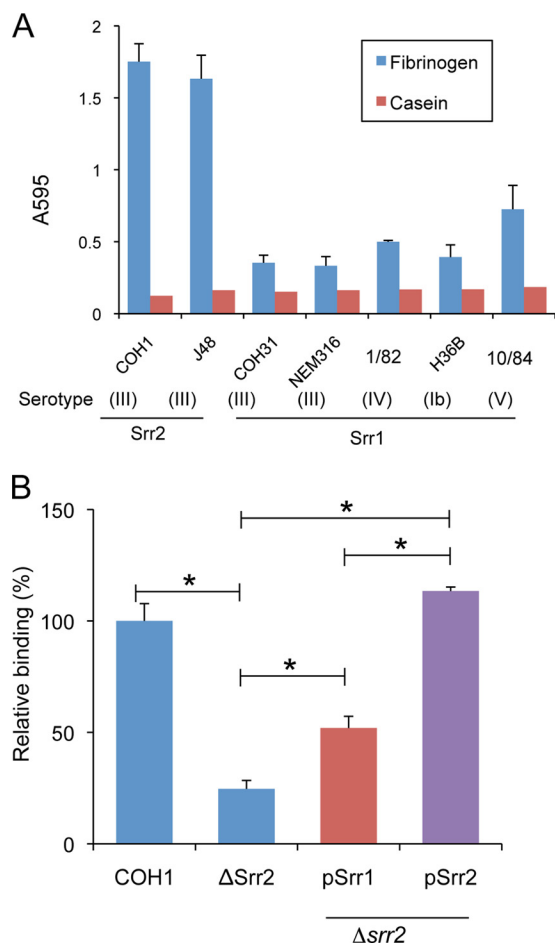 A
2
1.5
1
0.5
0
A595
Fibrinogen
Casein
COH1 J48 COH31 NEM316 1/82 H36B 10/84
Serotype (III) (III) (III) (III) (IV) (Ib) (V)
Srr2 Srr1
B
150
100
50
0
Relative binding (%)
* * * *
COH1 ΔSrr2 pSrr1 pSrr2
Δsrr2